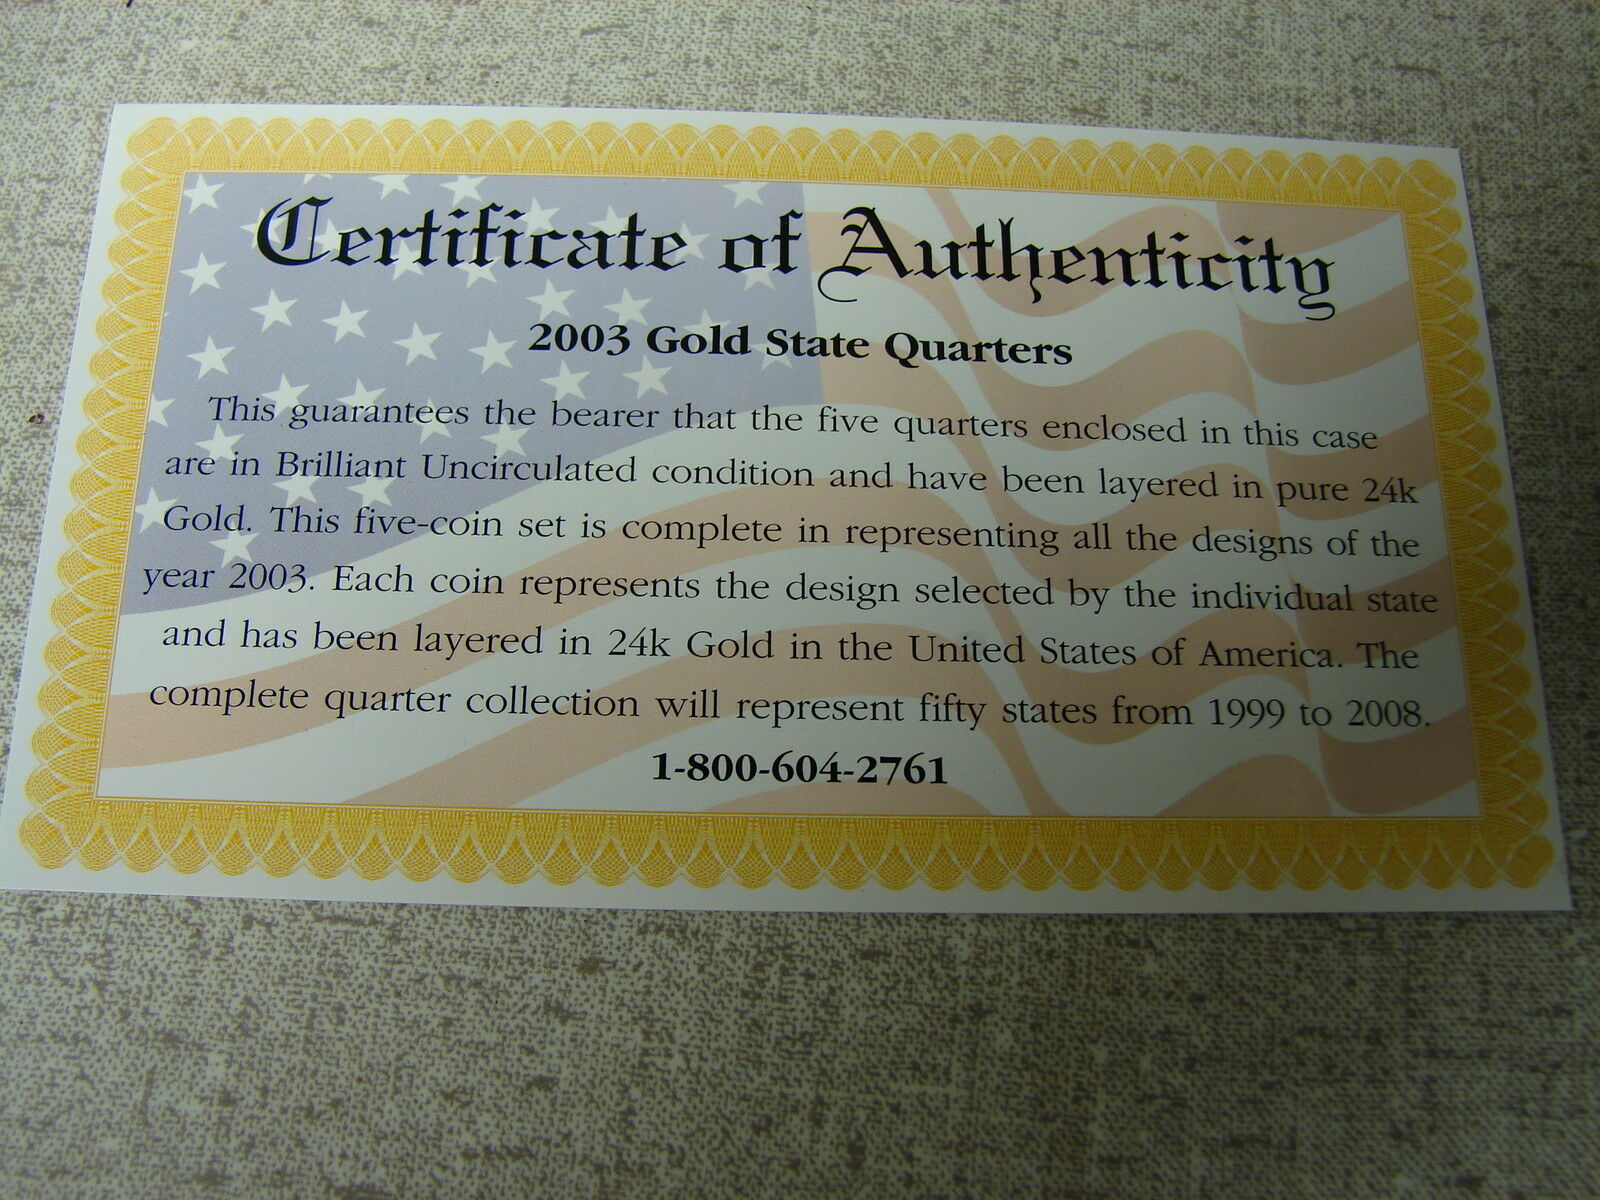 Certificate of Authenticity
2003 Gold State Quarters
This guarantees the bearer that the five quarters enclosed in this case
are in Brilliant Uncirculated condition and have been layered in pure 24k
Gold. This five-coin set is complete in representing all the designs of the
year 2003. Each coin represents the design selected by the individual state
and has been layered in 24k Gold in the United States of America. The
complete quarter collection will represent fifty states from 1999 to 2008.
1-800-604-2761